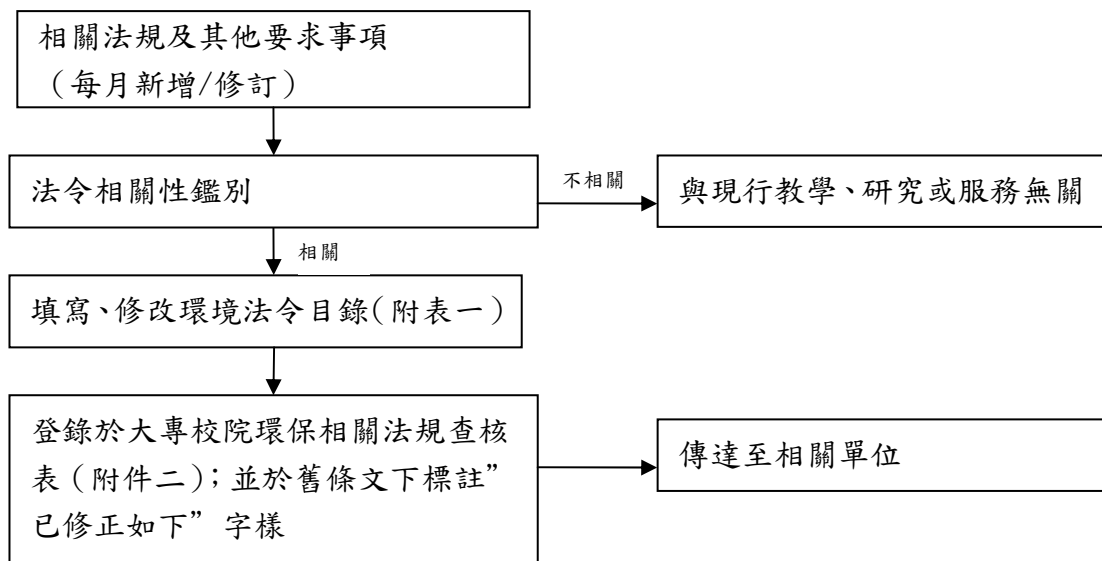 相關法規及其他要求事項
（每月新增/修訂）
法令相關性鑑別
不相關
與現行教學、研究或服務無關
相關
填寫、修改環境法令目錄（附表一）
登錄於大專校院環保相關法規查核
表（附件二）；並於舊條文下標註”
已修正如下”字樣
傳達至相關單位